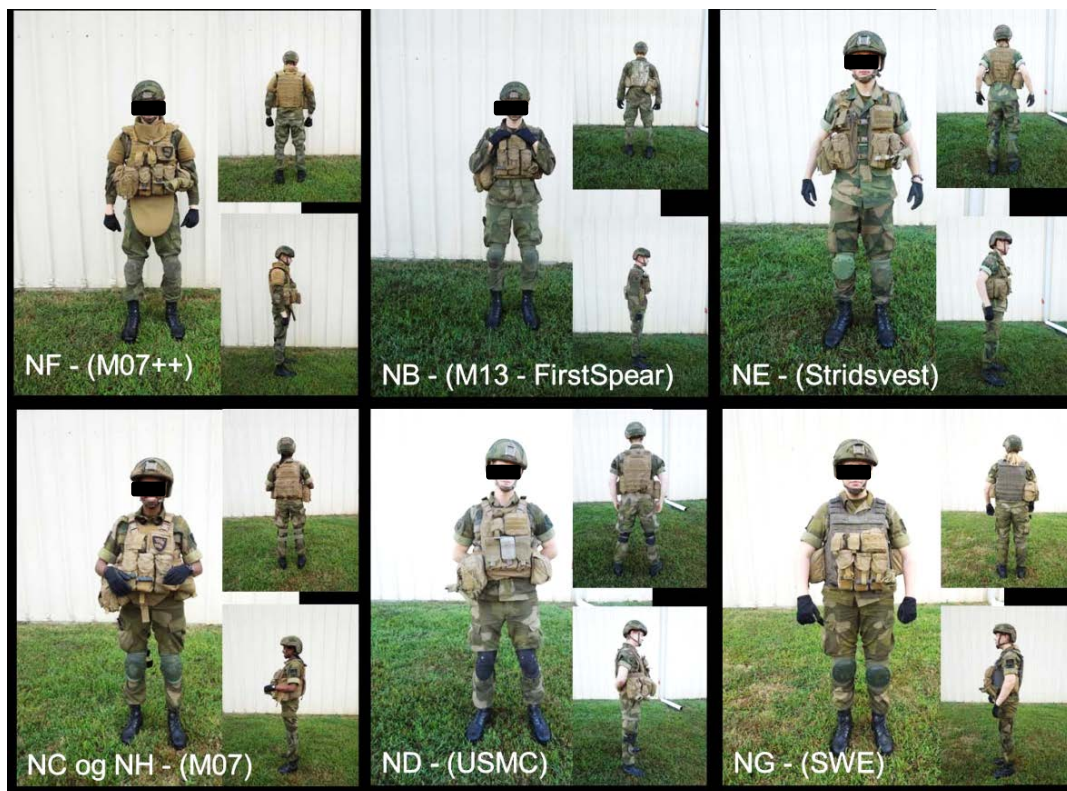 NF - (M07++)
NB - (M13 - FirstSpear)
NE - (Stridsvest)
NC og NH - (M07)
ND - (USMC)
NG - (SWE)